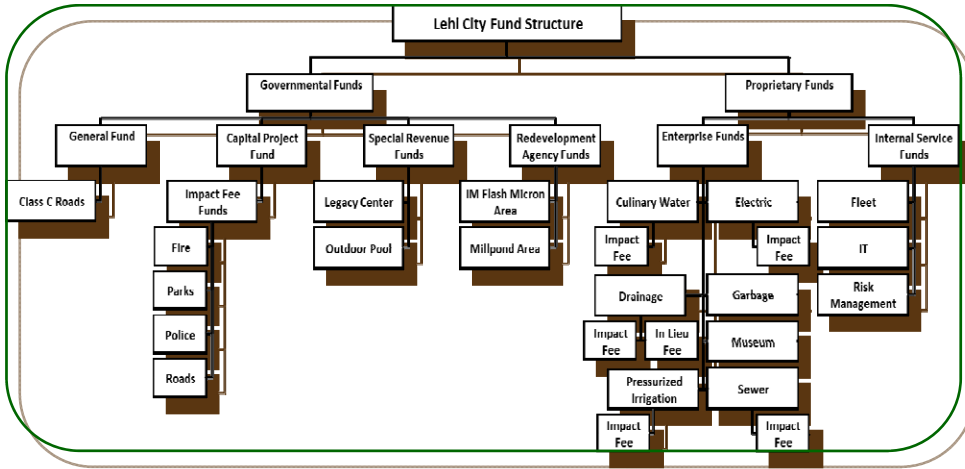 Lehi City Fund Structure
Governmental Funds
Proprietary Funds
General Fund
Capital Project
Fund
Special Revenue
Funds
Redevelopment
Agency Funds
Enterprise Funds
Internal Service
Funds
Class C Roads
Impact Fee
Funds
Fire
Parks
Police
Roads
Legacy Center
Outdoor Pool
IM Flash Micron
Area
Millpond Area
Culinary Water
Impact
Fee
Electric
Impact
Fee
Drainage
Impact
Fee
In Lieu
Fee
Garbage
Museum
Pressurized
Irrigation
Impact
Fee
Sewer
Impact
Fee
Fleet
IT
Risk
Management